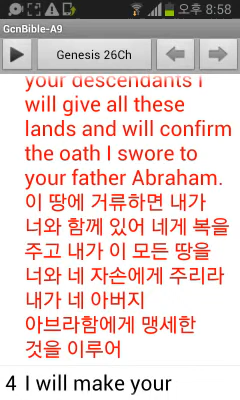 오후 8:58
GcnBible-A9
Genesis 26Ch
your descendants I
will give all these
lands and will confirm
the oath I swore to
your father Abraham.
이 땅에 거류하면 내가
너와 함께 있어 네게 복을
주고 내가 이 모든 땅을
너와 네 자손에게 주리라
내가 네 아버지
아브라함에게 맹세한
것을 이루어
4 I will make your